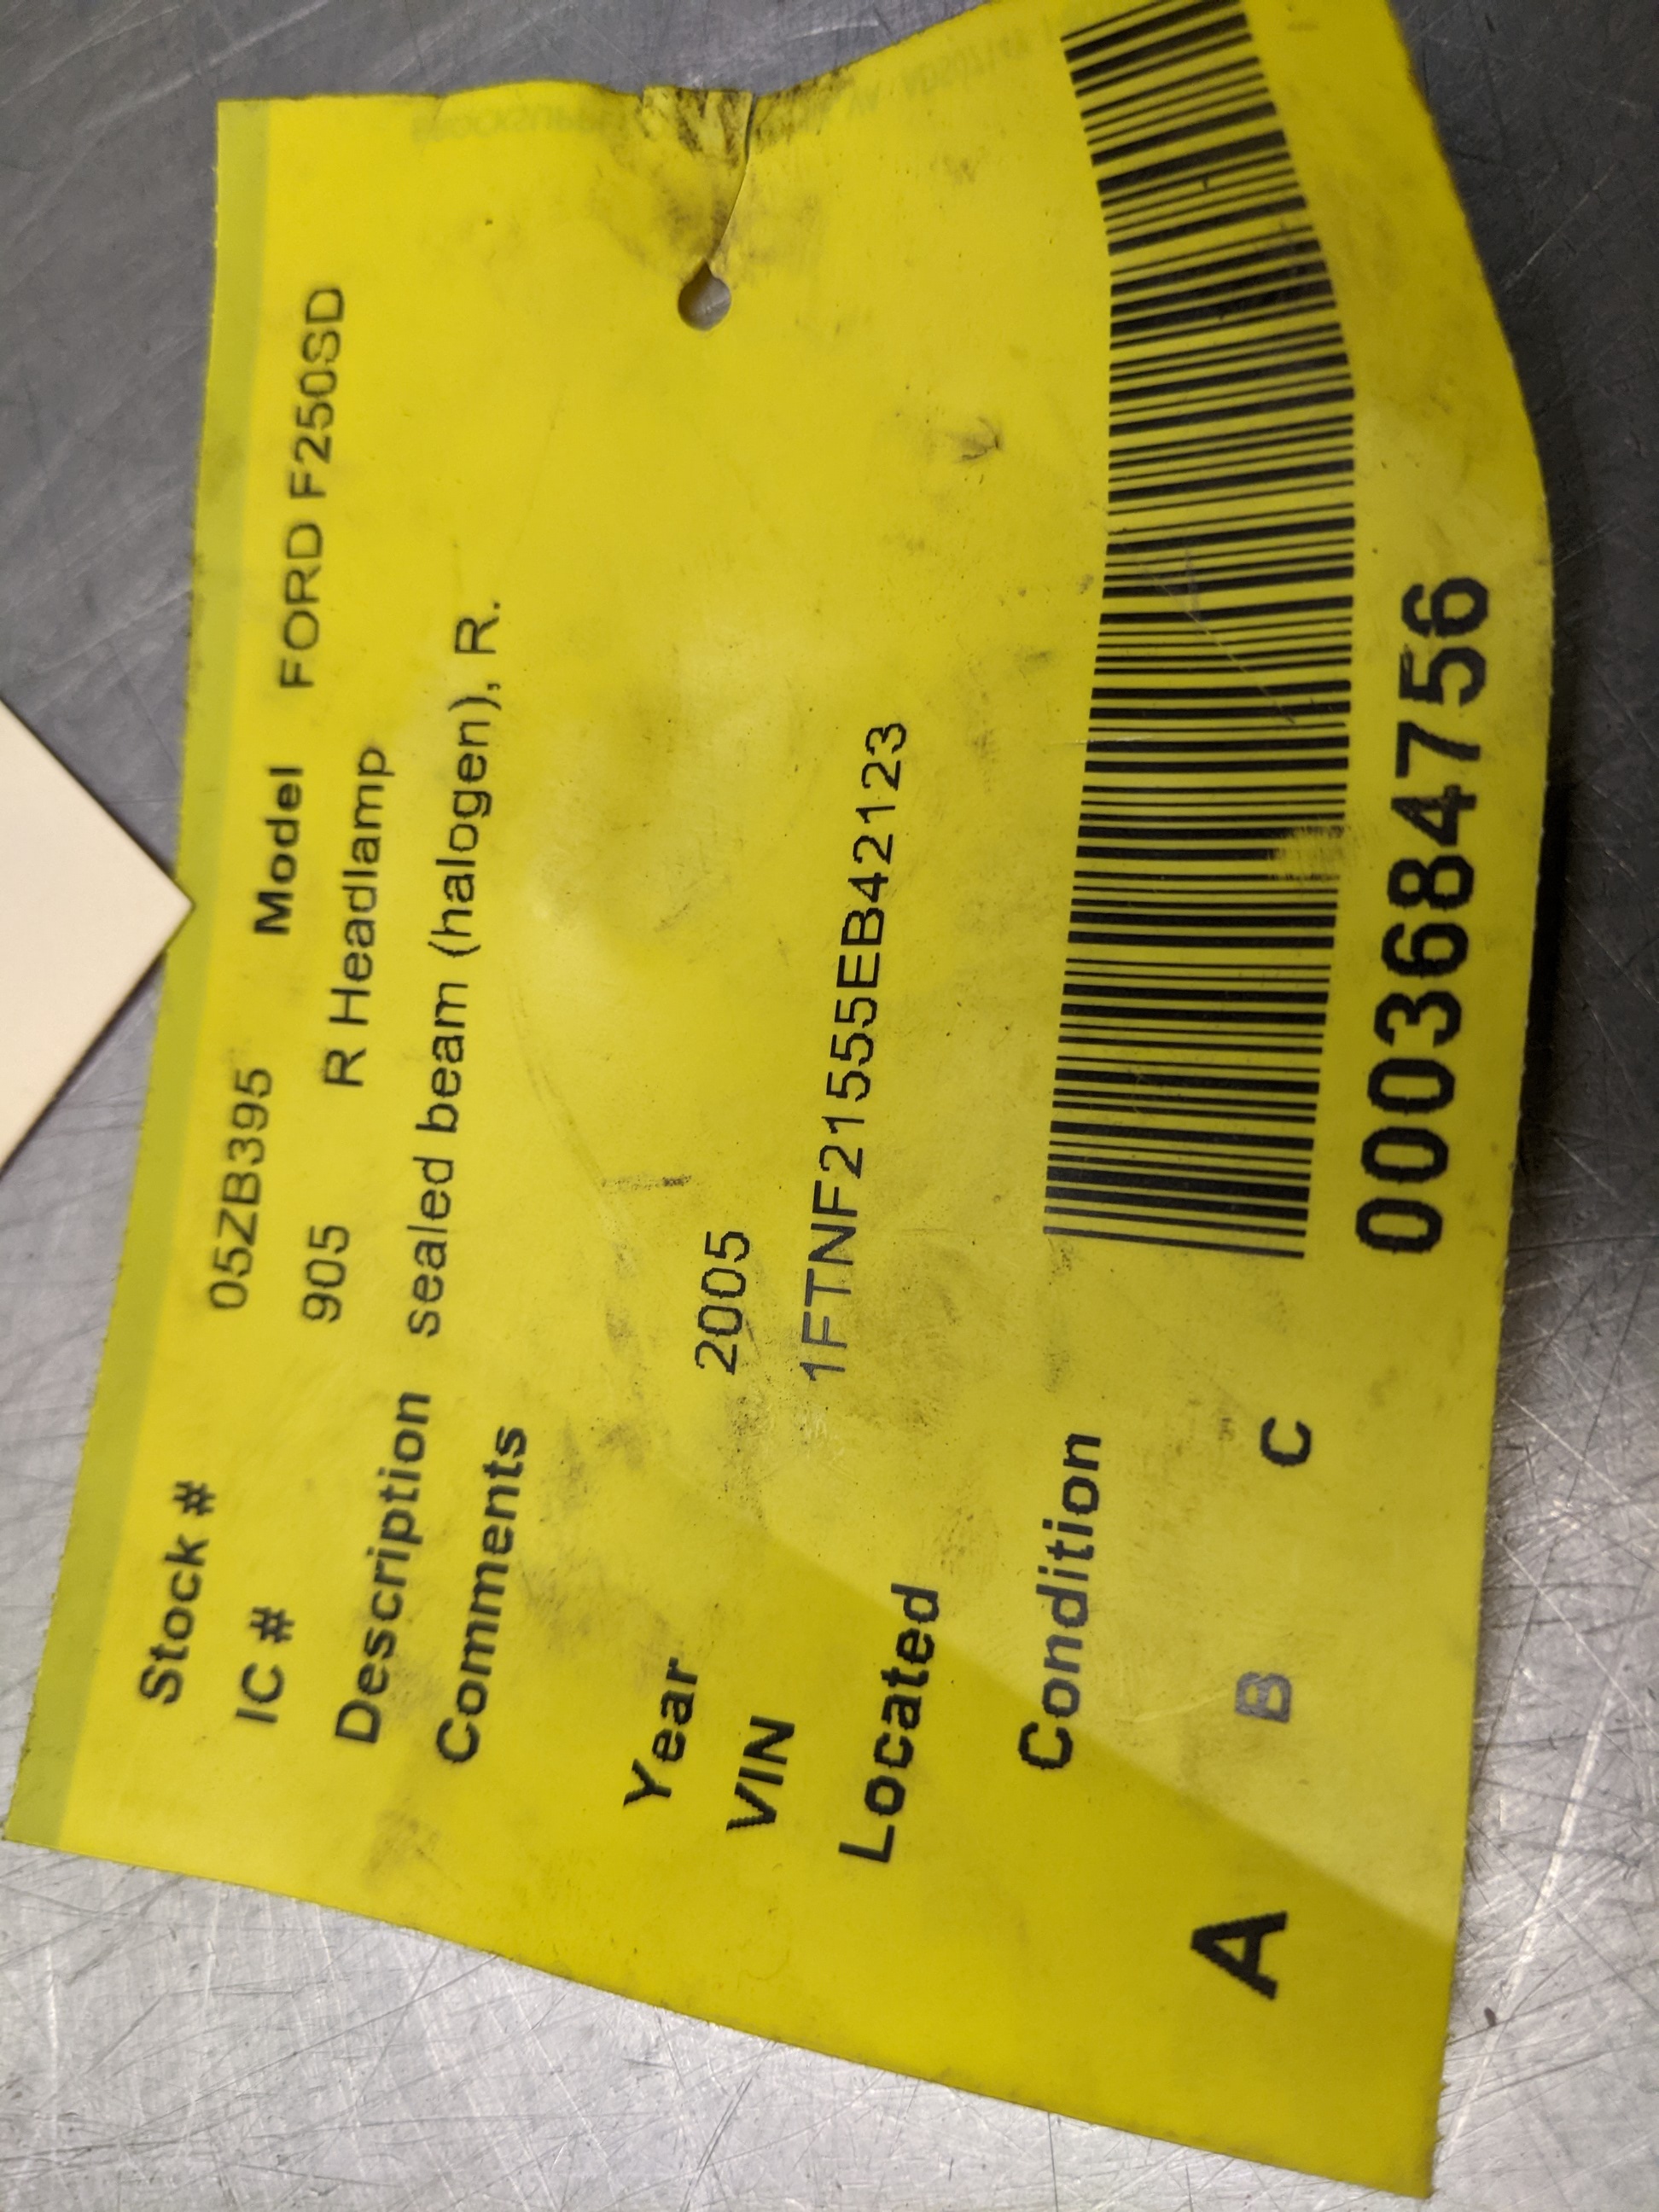 Stock # 05ZB395 Model FORD F250SD
IC # 905 R Headlamp
Description sealed beam (halogen), R.
Comments
Year 2005
VIN 1FTNF21555EB42123
Located
Condition
A B C
0003684756